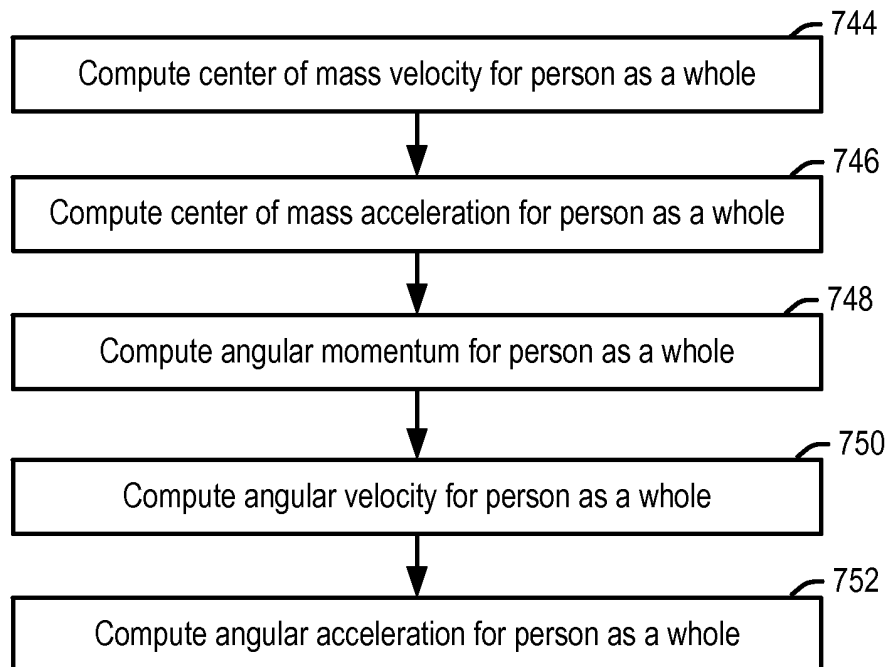 744
Compute center of mass velocity for person as a whole
746
Compute center of mass acceleration for person as a whole
748
Compute angular momentum for person as a whole
750
Compute angular velocity for person as a whole
752
Compute angular acceleration for person as a whole